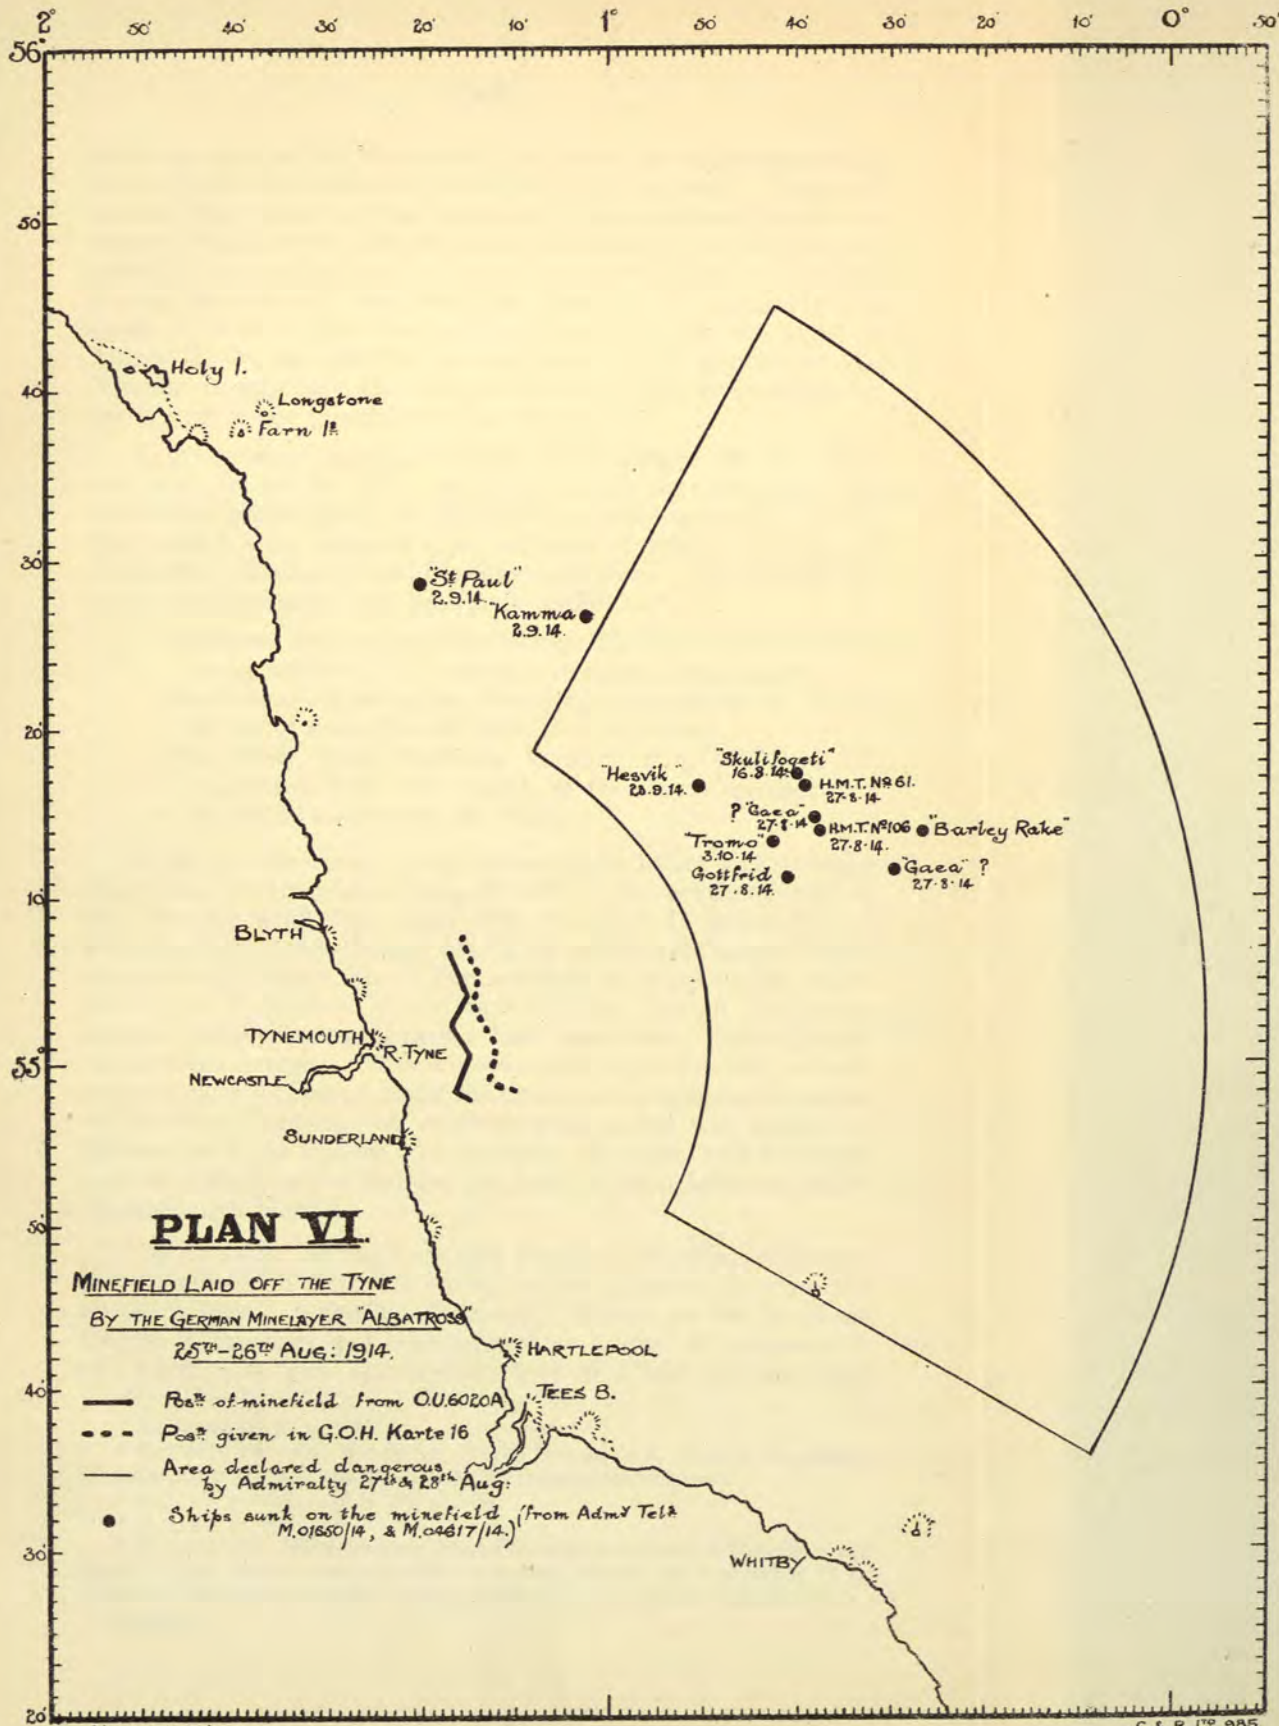 2° 50' 40' 30' 20' 10' 1° 50' 40' 30' 20' 10' 0° 50'
56°
50'
Holy I.
40'
Longstone
Farn Is
30'
"St Paul"
2.9.14.
"Kamma
2.9.14.
20'
"Skulifogeti"
16.8.14.
"Hesvik"
H.M.T. No 61.
27.8.14
? "Gaea"
27.8.14
H.M.T. No 106
27.8.14.
"Barley Rake"
"Tromo"
3.10.14
Gottfrid
27.8.14.
"Gaea" ?
27.8.14
10'
BLYTH
TYNEMOUTH
R. TYNE
55°
NEWCASTLE
SUNDERLAND
50'
PLAN VI.
MINEFIELD LAID OFF THE TYNE
BY THE GERMAN MINELAYER "ALBATROSS"
25TH-26TH AUG: 1914.
HARTLEPOOL
40'
TEES B.
Posn of minefield from O.U.6020A
Posn given in G.O.H. Karte 16
Area declared dangerous
by Admiralty 27th & 28th Aug:
Ships sunk on the minefield (from Admy Tels
M.01650/14, & M.04617/14.)
30'
WHITBY
20'